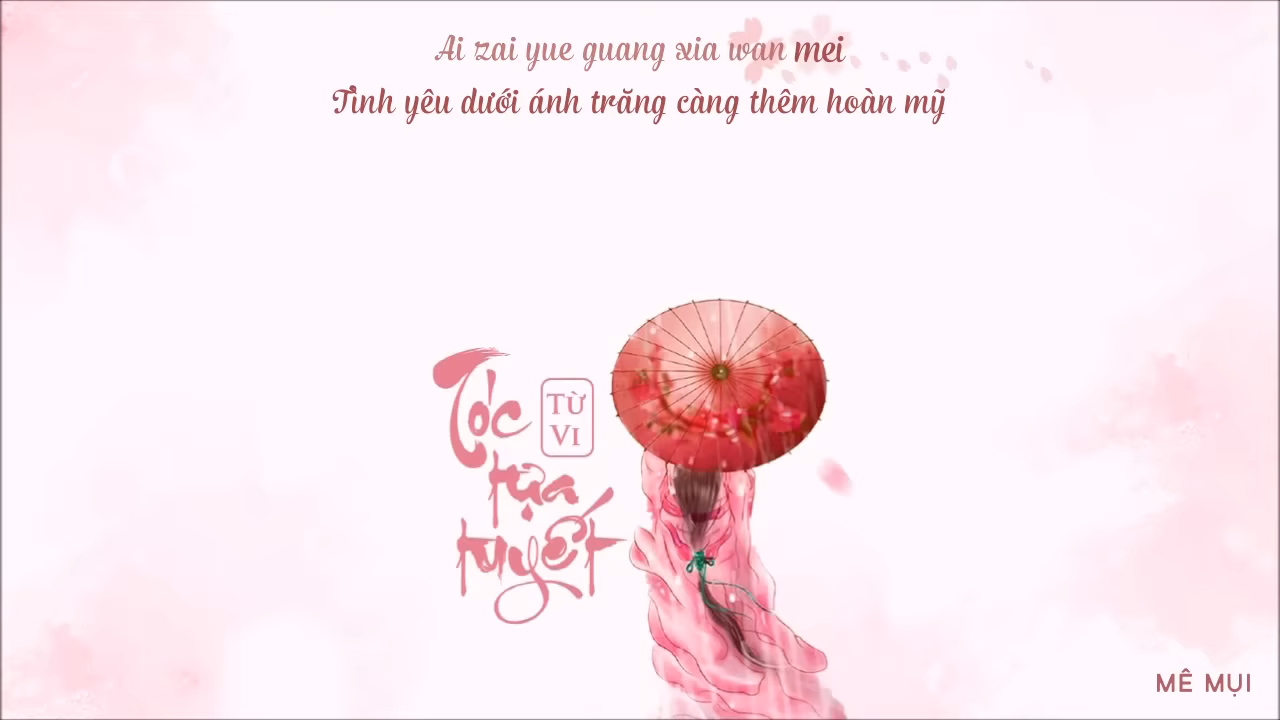 Ai zai yue guang xia wan mei
Tình yêu dưới ánh trăng càng thêm hoàn mỹ
Tóc
TỪ
VI
tựa
tuyết
MÊ MỤI